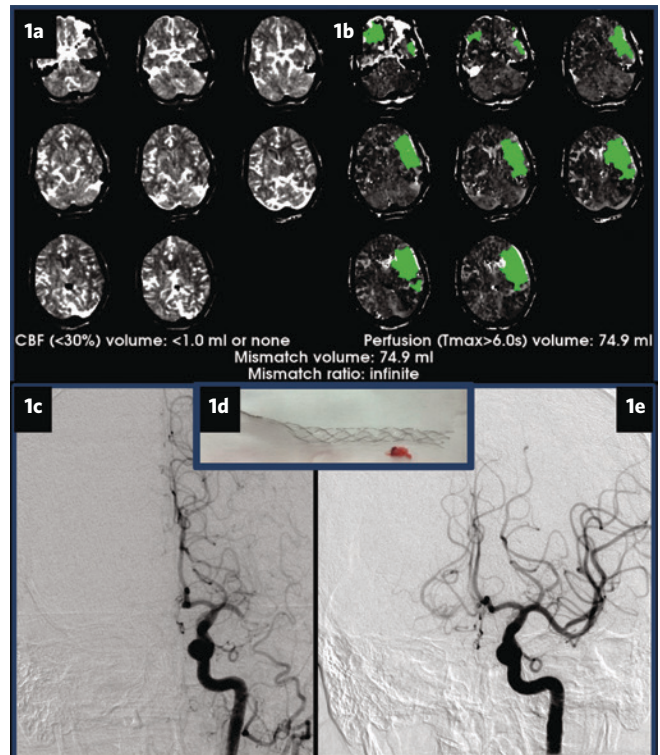 1a
1b
CBF (<30%) volume: <1.0 ml or none
Perfusion (Tmax>6.0s) volume: 74.9 ml
Mismatch volume: 74.9 ml
Mismatch ratio: infinite
1c
1d
1e